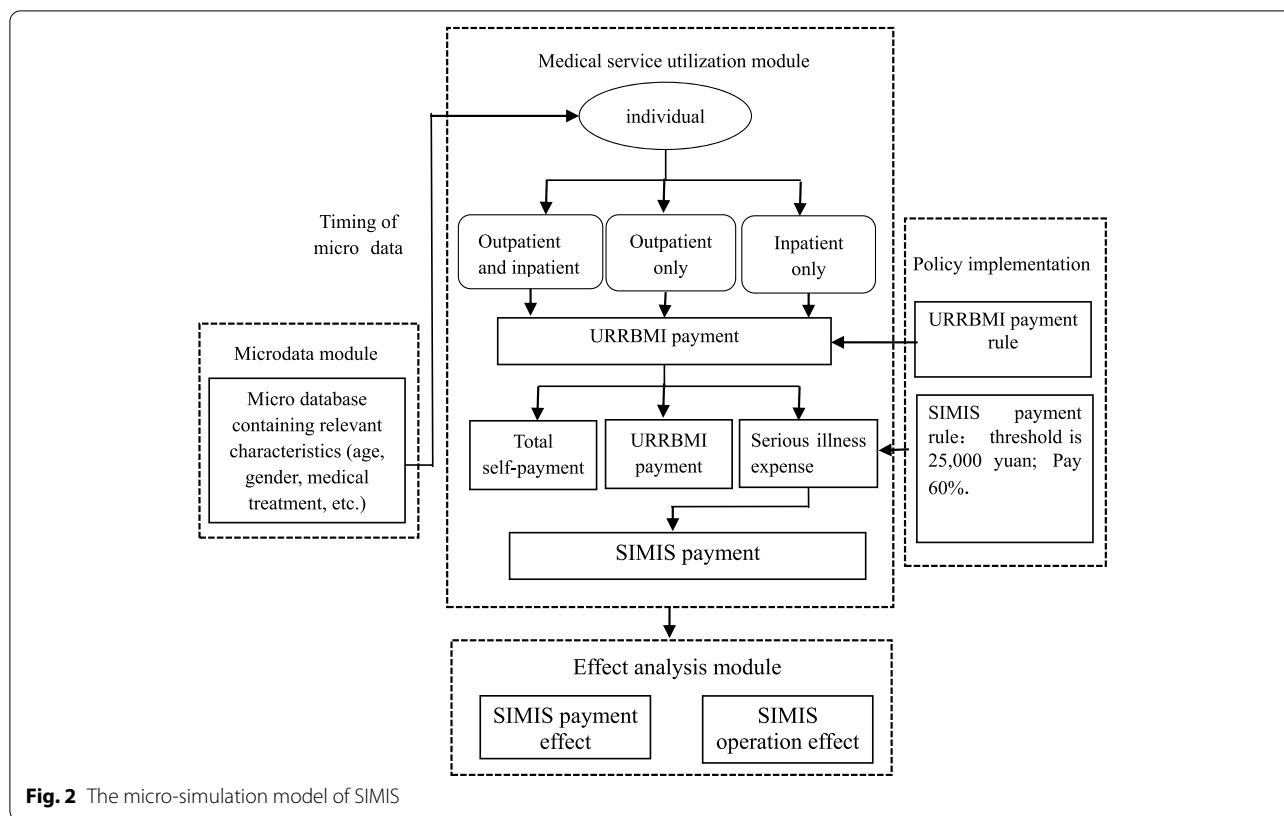 Medical service utilization module
individual
Timing of
micro data
Outpatient
and inpatient
Outpatient
only
Inpatient
only
Policy implementation
URRBMI payment
URRBMI payment
rule
Microdata module
Micro database
containing relevant
characteristics (age,
gender, medical
treatment, etc.)
Total
self-payment
URRBMI
payment
Serious illness
expense
SIMIS payment
rule： threshold is
25,000 yuan; Pay
60%.
SIMIS payment
Effect analysis module
SIMIS payment
effect
SIMIS
operation effect
Fig. 2 The micro-simulation model of SIMIS